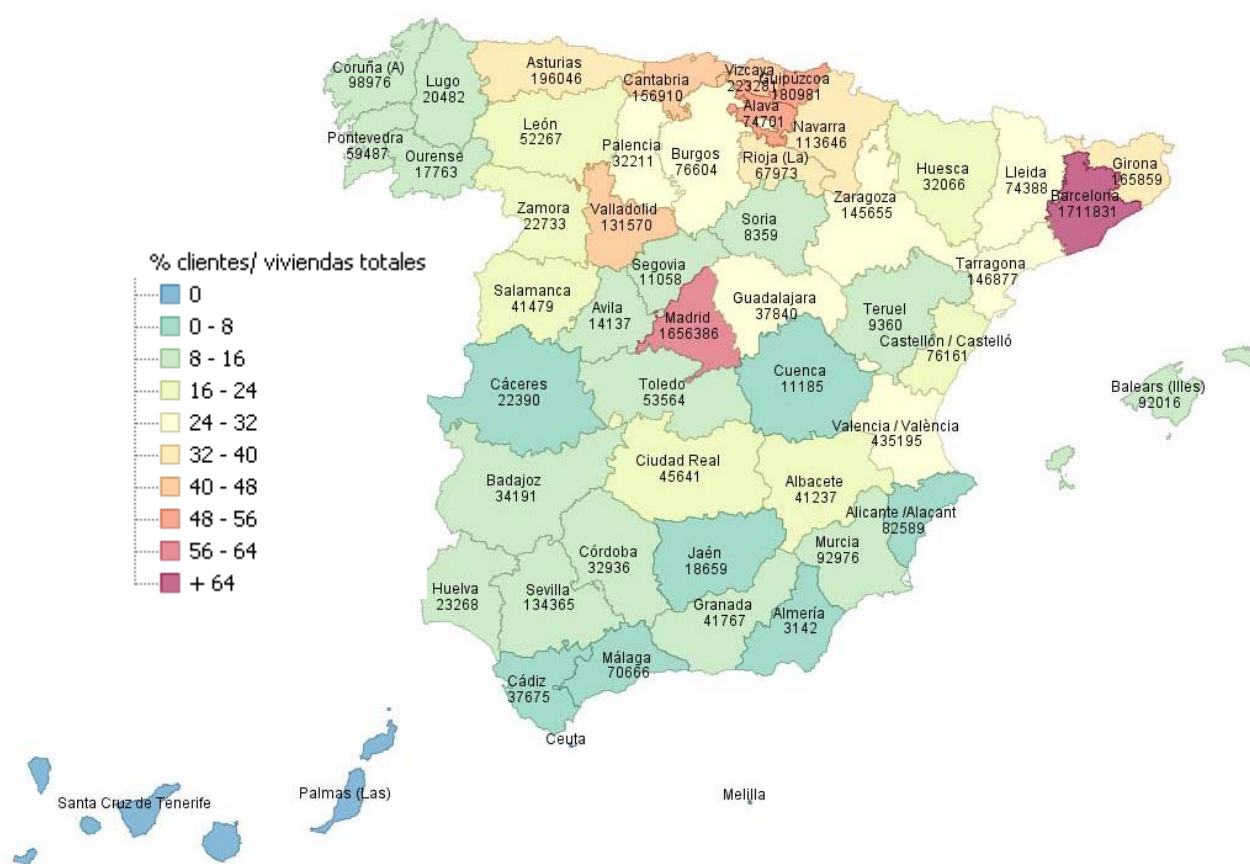 Coruña (A)
98976
Lugo
20482
Asturias
196046
Cantabria
156910
Vizcaya
223281
Guipúzcoa
180981
Alava
74701
Navarra
113646
Pontevedra
59487
Ourense
17763
León
52267
Palencia
32211
Burgos
76604
Rioja (La)
67973
Huesca
32066
Lleida
74388
Girona
165859
Barcelona
1711831
Zaragoza
145655
Zamora
22733
Valladolid
131570
Soria
8359
Segovia
11058
Tarragona
146877
Salamanca
41479
Avila
14137
Madrid
1656386
Guadalajara
37840
Teruel
9360
Castellón / Castelló
76161
Cáceres
22390
Toledo
53564
Cuenca
11185
Balears (Illes)
92016
Valencia / València
435195
Badajoz
34191
Ciudad Real
45641
Albacete
41237
Alicante /Alacant
82589
Córdoba
32936
Jaén
18659
Murcia
92976
Huelva
23268
Sevilla
134365
Granada
41767
Almería
3142
Málaga
70666
Cádiz
37675
Ceuta
Melilla
Santa Cruz de Tenerife
Palmas (Las)
% clientes/ viviendas totales
0
0 - 8
8 - 16
16 - 24
24 - 32
32 - 40
40 - 48
48 - 56
56 - 64
+ 64